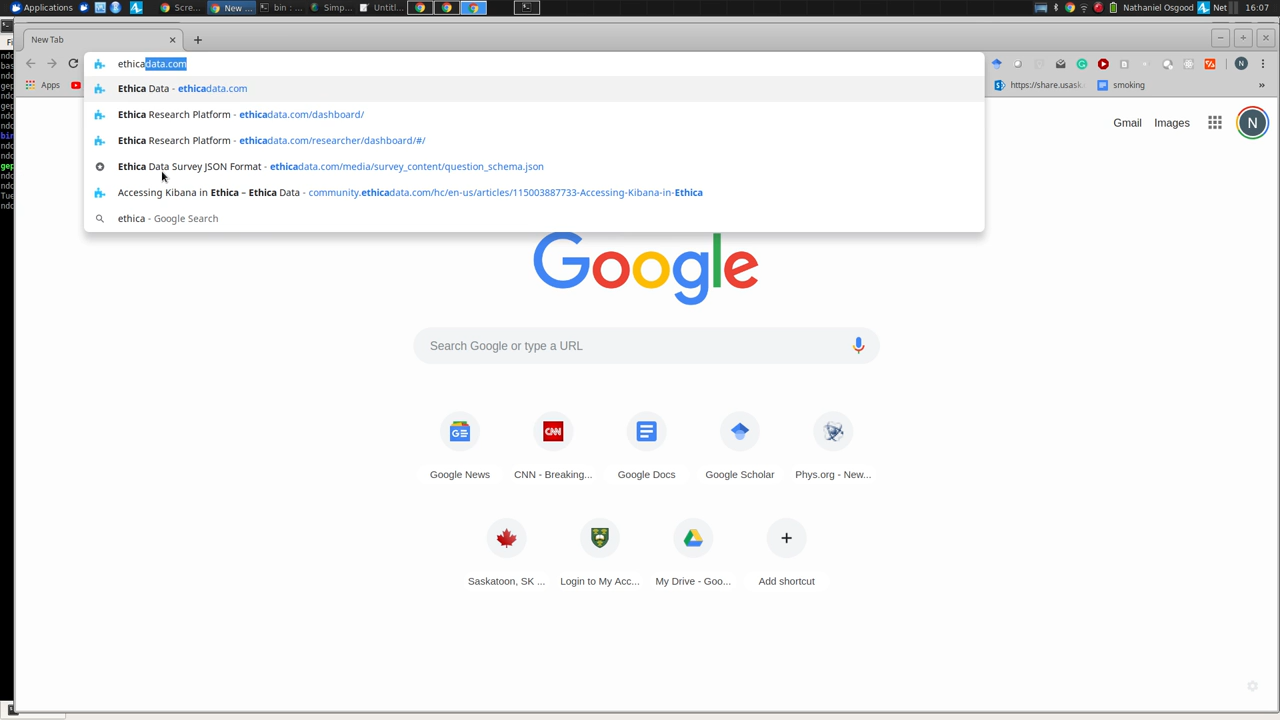 Applications
Scre...
New ...
bin : ...
Simp...
Untitl...
Nathaniel Osgood
Net
16:07
New Tab
ethicadata.com
Apps
https://share.usask...
smoking
N
Ethica Data - ethicadata.com
Ethica Research Platform - ethicadata.com/dashboard/
Ethica Research Platform - ethicadata.com/researcher/dashboard/#/
Ethica Data Survey JSON Format - ethicadata.com/media/survey_content/question_schema.json
Accessing Kibana in Ethica – Ethica Data - community.ethicadata.com/hc/en-us/articles/115003887733-Accessing-Kibana-in-Ethica
ethica - Google Search
Gmail
Images
N
Google
Search Google or type a URL
CNN
Google News
CNN - Breaking...
Google Docs
Google Scholar
Phys.org - New...
Saskatoon, SK ...
Login to My Acc...
My Drive - Goo...
Add shortcut